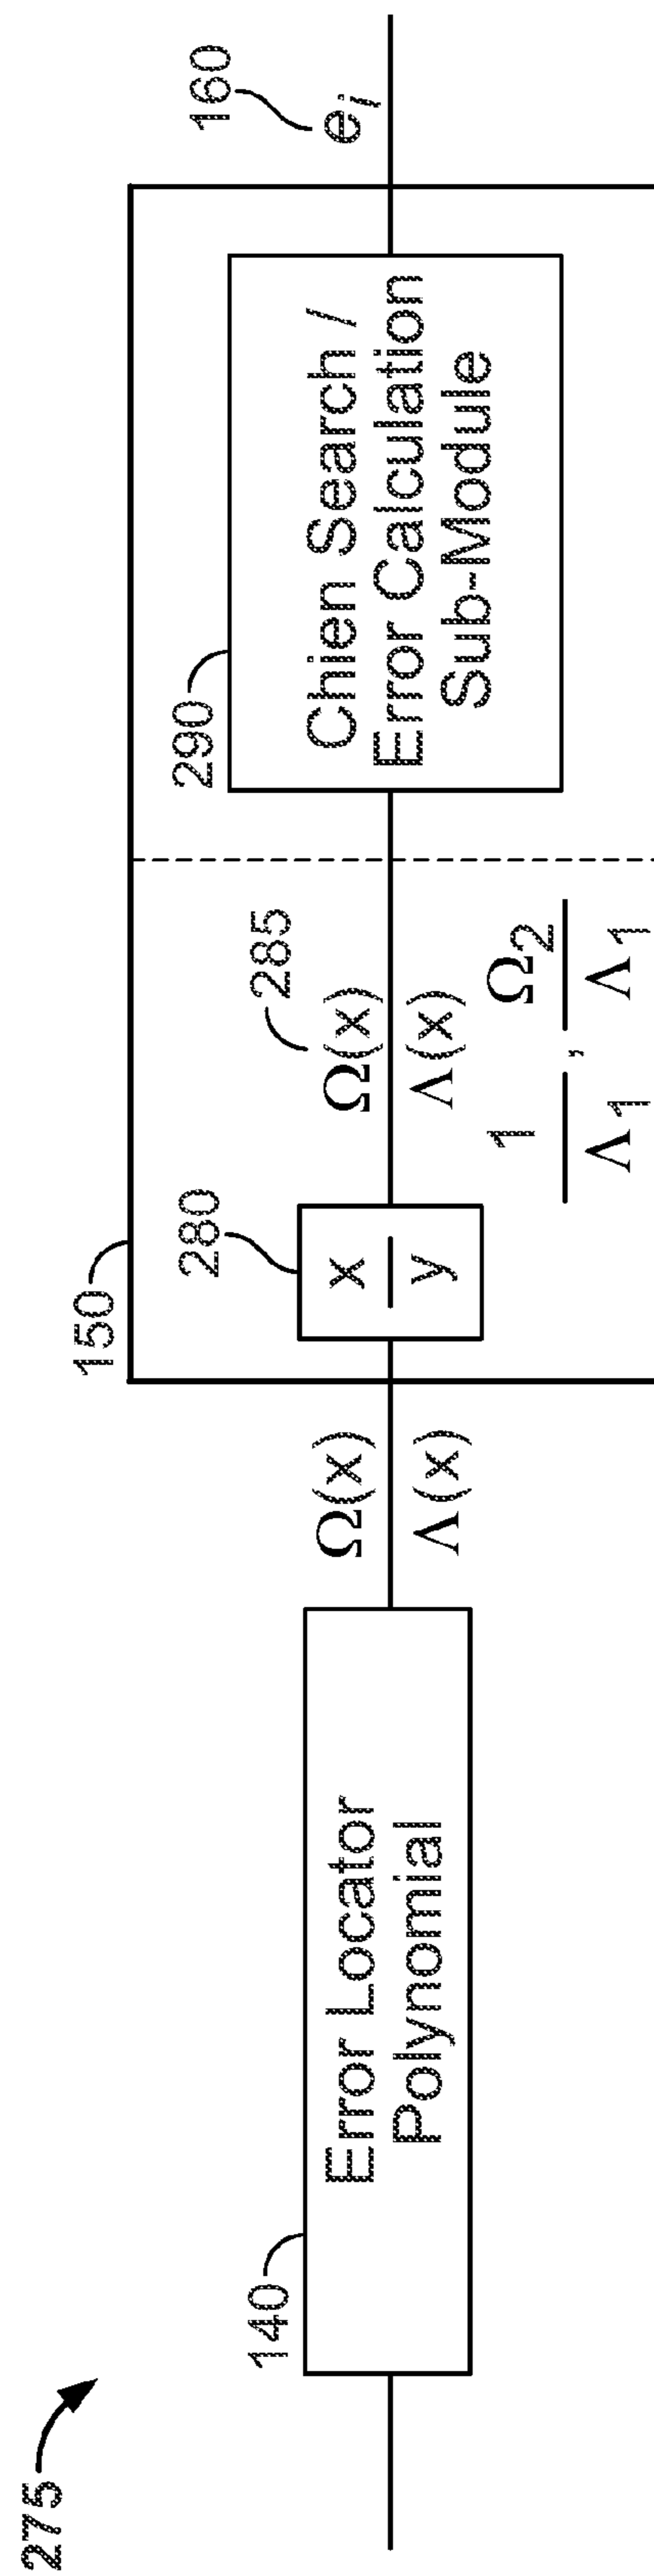 275
140
Error Locator
Polynomial
Ω(x)
Λ(x)
150
280
x
y
285
Ω(x)
Λ(x)
1
Λ1
,
Ω2
Λ1
290
Chien Search /
Error Calculation
Sub-Module
160
ei